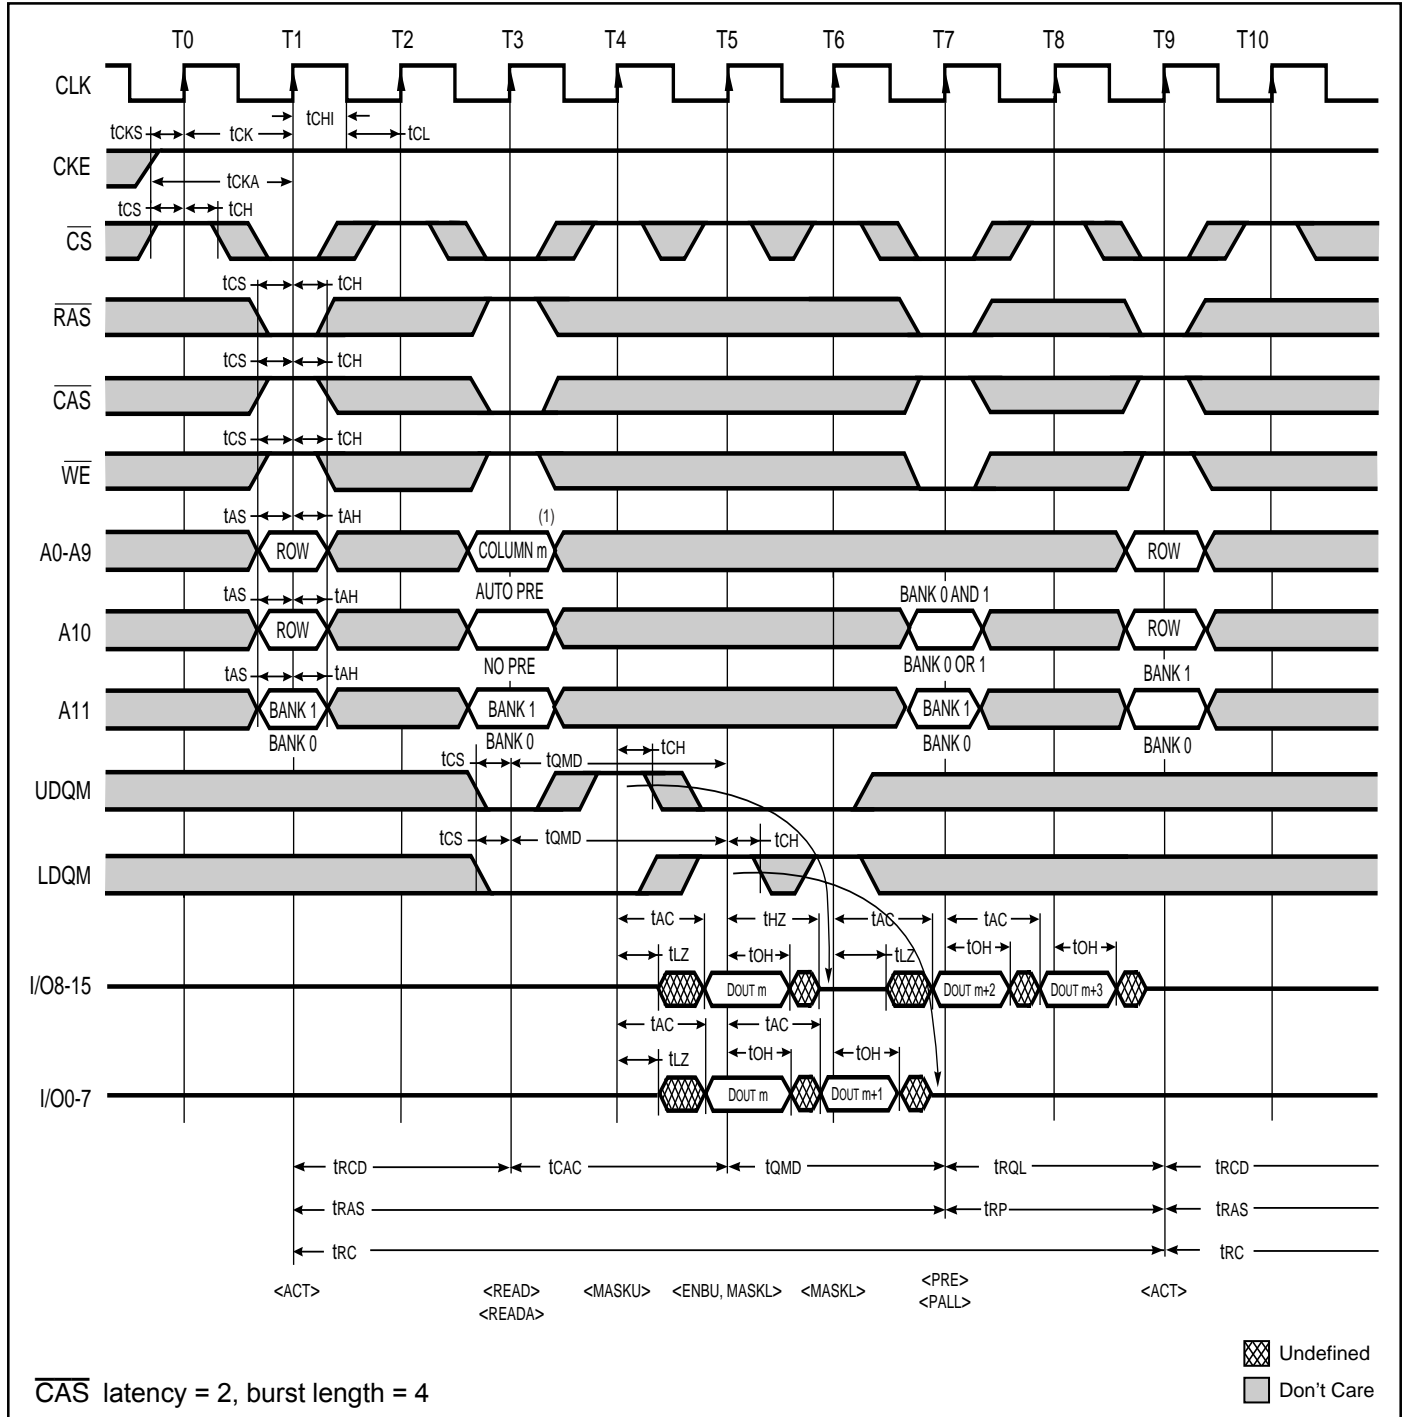 T0 T1 T2 T3 T4 T5 T6 T7 T8 T9 T10
CLK
tCHI
tCKS tCK tCL
CKE
tCKA
tCS tCH
CS
tCS tCH
RAS
tCS tCH
CAS
tCS tCH
WE
tAS tAH (1)
A0-A9 ROW COLUMN m ROW
tAS tAH AUTO PRE BANK 0 AND 1
A10 ROW ROW
tAS tAH NO PRE BANK 0 OR 1 BANK 1
A11 BANK 1 BANK 1 BANK 1
BANK 0 BANK 0 BANK 0 BANK 0
tCS tQMD tCH
UDQM
tCS tQMD tCH
LDQM
tAC tHZ tAC tAC
tLZ tOH tLZ tOH tOH
I/O8-15 DOUT m DOUT m+2 DOUT m+3
tAC tAC
tLZ tOH tOH
I/O0-7 DOUT m DOUT m+1
tRCD tCAC tQMD tRQL tRCD
tRAS tRP tRAS
tRC tRC
<ACT> <READ> <MASKU> <ENBU, MASKL> <MASKL> <PRE> <ACT>
<READA> <PALL>
Undefined
Don't Care
CAS latency = 2, burst length = 4